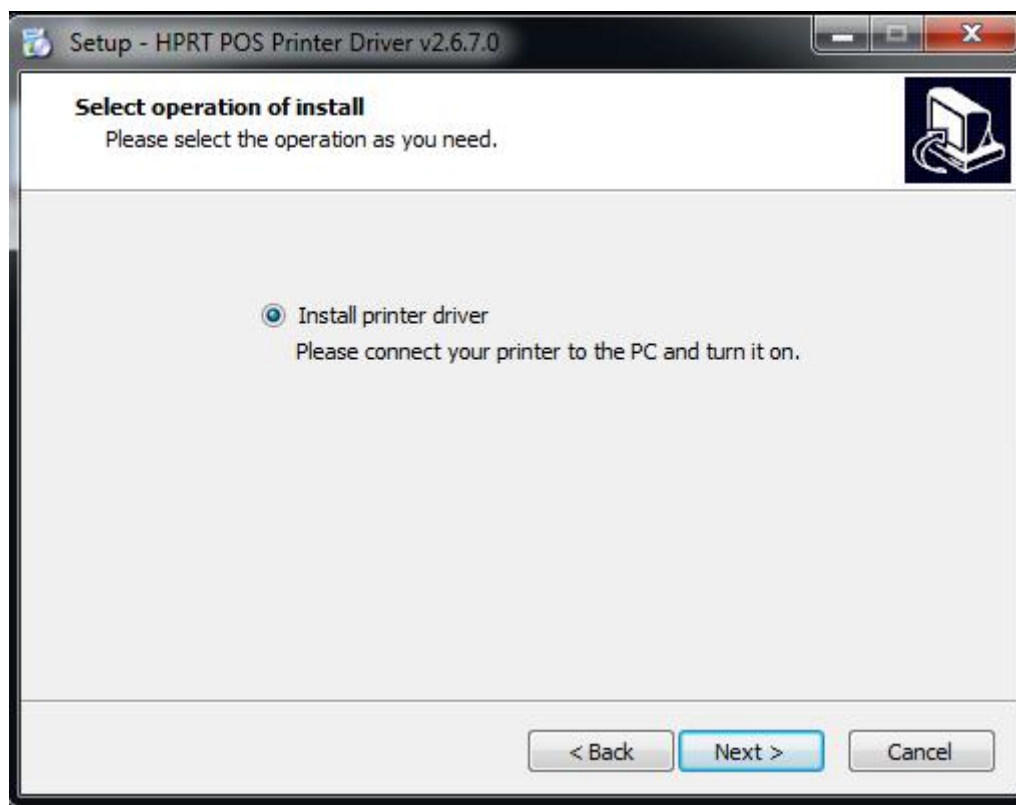 Setup - HPRT POS Printer Driver v2.6.7.0
Select operation of install
Please select the operation as you need.
Install printer driver
Please connect your printer to the PC and turn it on.
< Back Next > Cancel